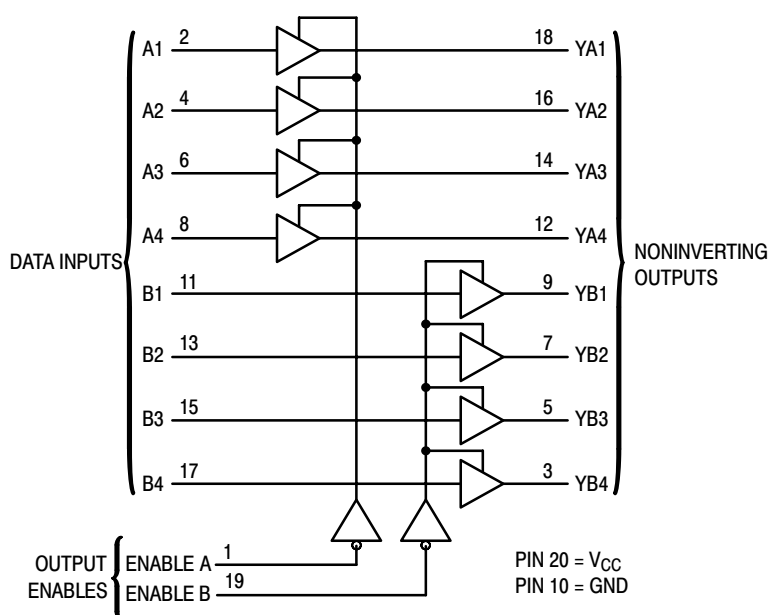 A1 2 18 YA1
A2 4 16 YA2
A3 6 14 YA3
A4 8 12 YA4
DATA INPUTS
NONINVERTING
OUTPUTS
B1 11 9 YB1
B2 13 7 YB2
B3 15 5 YB3
B4 17 3 YB4
OUTPUT
ENABLES
ENABLE A 1
ENABLE B 19
PIN 20 = VCC
PIN 10 = GND